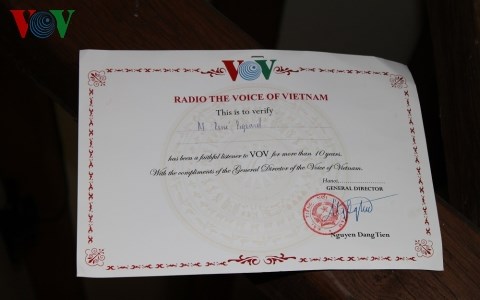 VOV
VOV
RADIO THE VOICE OF VIETNAM
This is to verify
M.
has been a faithful listener to VOV for more than 10 years.
With the compliments of the General Director of the Voice of Vietnam.
Hanoi,
GENERAL DIRECTOR
Nguyen Dang Tien